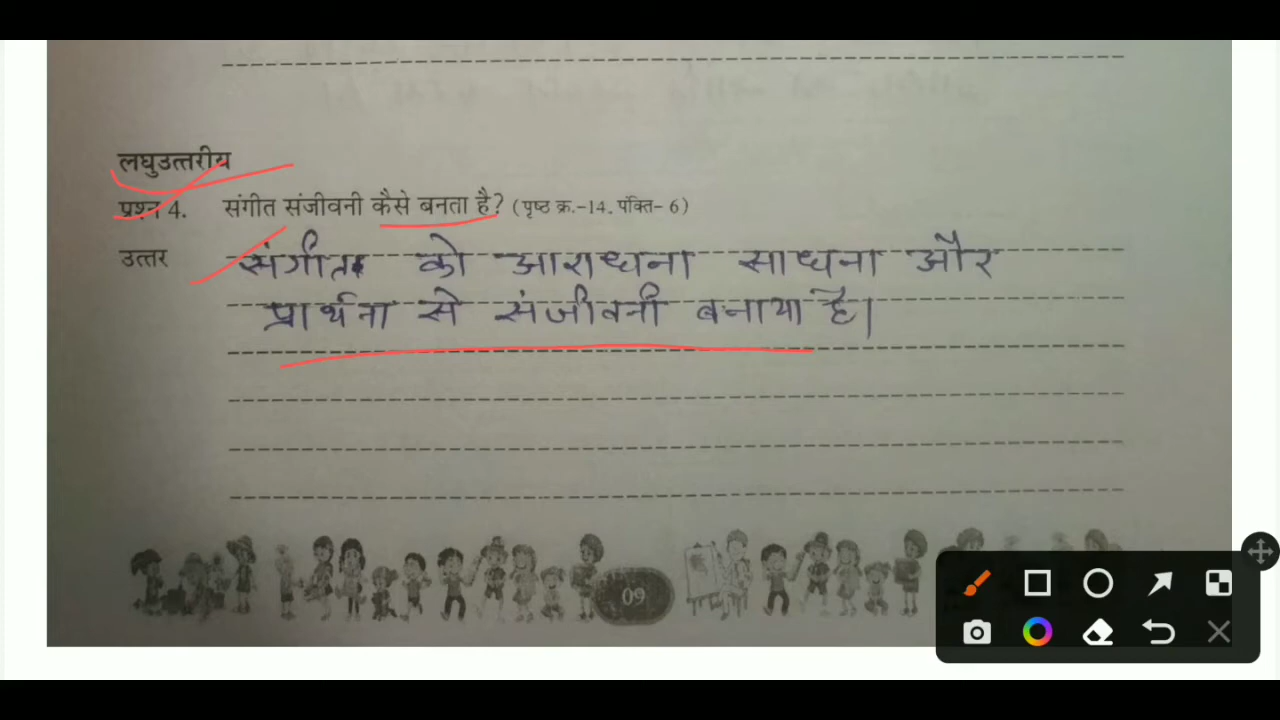 लघुउत्तरीय
प्रश्न 4. संगीत संजीवनी कैसे बनता है? (पृष्ठ क्र.-14, पंक्ति- 6)
उत्तर संगीत को आराधना साधना और
प्रार्थना से संजीवनी बनाया है।
09